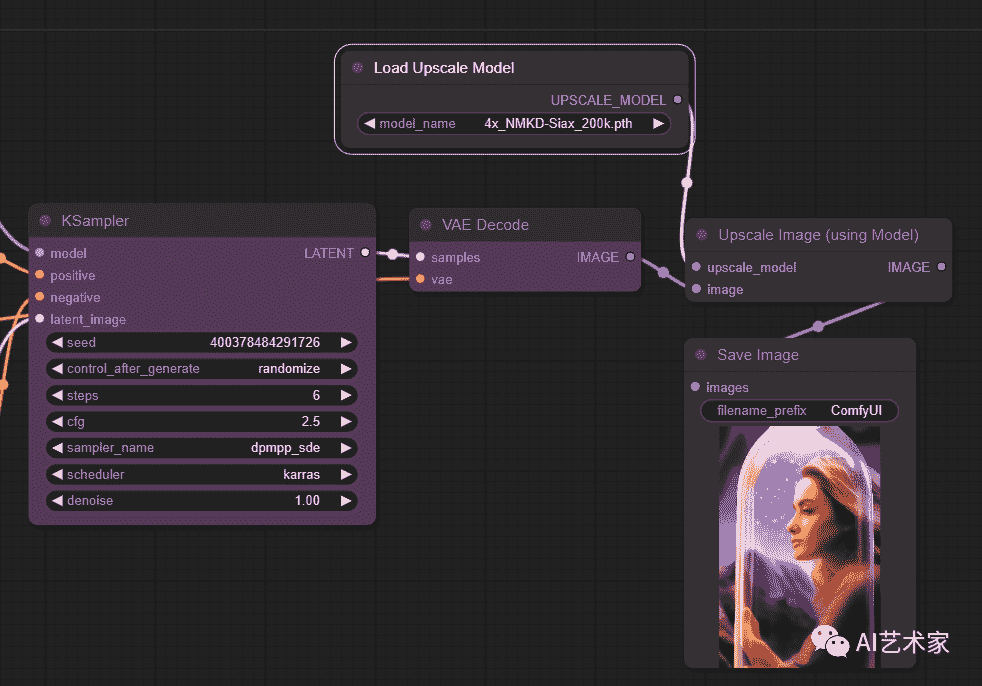 Load Upscale Model
UPSCALE_MODEL
model_name 4x_NMKD-Siax_200k.pth
KSampler
model LATENT
positive
negative
latent_image
seed 400378484291726
control_after_generate randomize
steps 6
cfg 2.5
sampler_name dpmpp_sde
scheduler karras
denoise 1.00
VAE Decode
samples IMAGE
vae
Upscale Image (using Model)
upscale_model IMAGE
image
Save Image
images
filename_prefix ComfyUI
AI艺术家